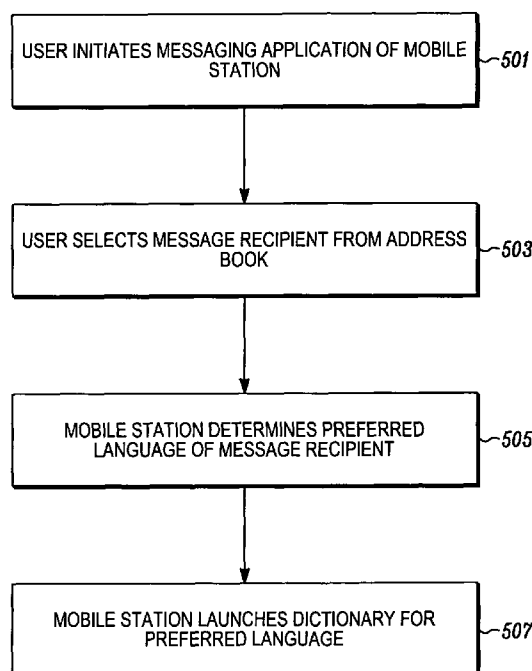 USER INITIATES MESSAGING APPLICATION OF MOBILE
STATION
501
USER SELECTS MESSAGE RECIPIENT FROM ADDRESS
BOOK
503
MOBILE STATION DETERMINES PREFERRED
LANGUAGE OF MESSAGE RECIPIENT
505
MOBILE STATION LAUNCHES DICTIONARY FOR
PREFERRED LANGUAGE
507